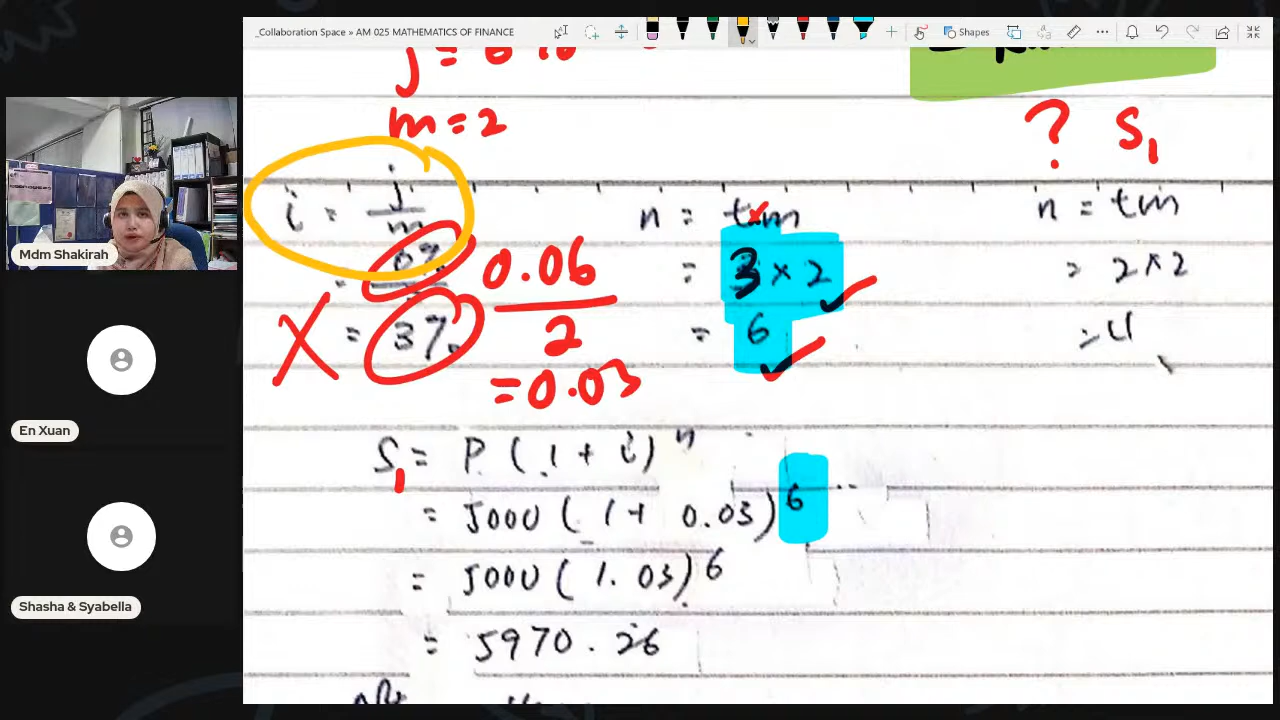 _Collaboration Space » AM 025 MATHEMATICS OF FINANCE
Shapes
m = 2
? S1
i = j/m
n = t×m
n = tm
6%
0.06/2
= 3 × 2
= 2 × 2
X = 3%
= 0.03
= 6
= 4
S1 = P ( 1 + i )^n
= 5000 ( 1 + 0.03 )^6
= 5000 ( 1.03 )^6
= 5970.26
Mdm Shakirah
En Xuan
Shasha & Syabella